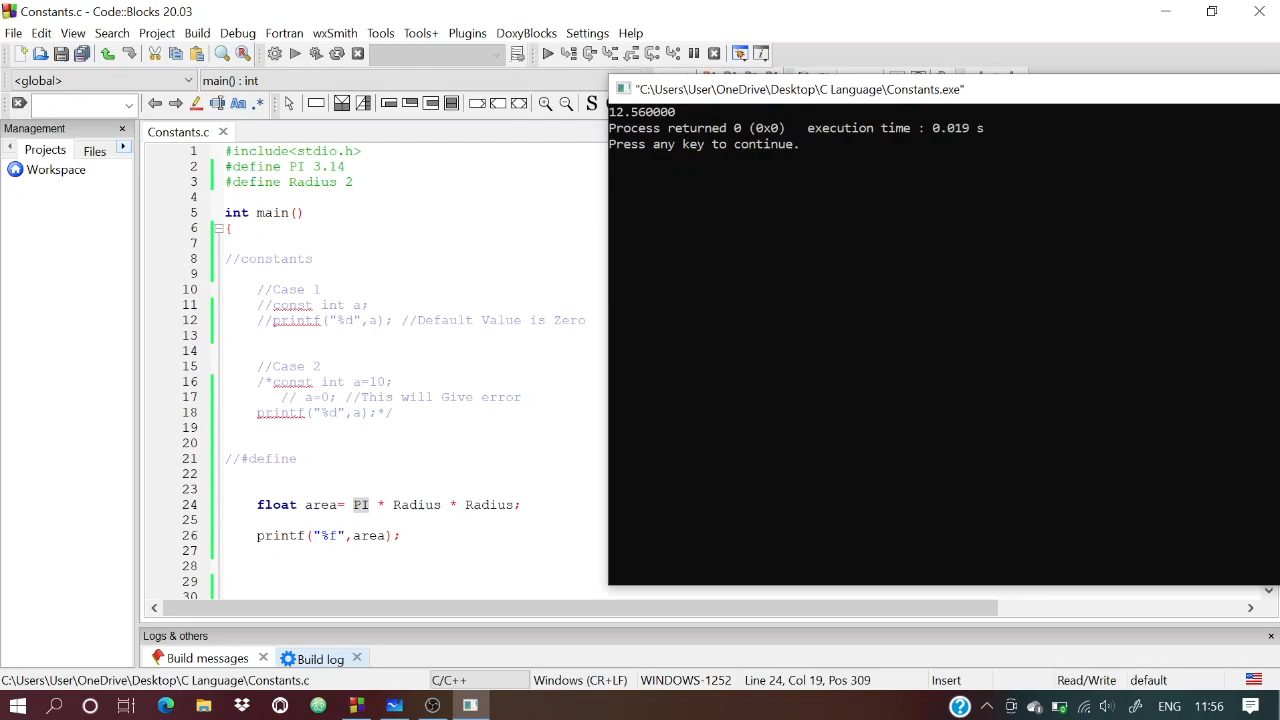 Constants.c - Code::Blocks 20.03
File Edit View Search Project Build Debug Fortran wxSmith Tools Tools+ Plugins DoxyBlocks Settings Help
<global> main() : int
"C:\Users\User\OneDrive\Desktop\C Language\Constants.exe"
12.560000
Process returned 0 (0x0)   execution time : 0.019 s
Press any key to continue.
Management
Projects Files
Workspace
Constants.c
1 #include<stdio.h>
2 #define PI 3.14
3 #define Radius 2
4
5 int main()
6 {
7
8 //constants
9
10 //Case 1
11 //const int a;
12 //printf("%d",a); //Default Value is Zero
13
14
15 //Case 2
16 /*const int a=10;
17 // a=0; //This will Give error
18 printf("%d",a);*/
19
20
21 //#define
22
23
24 float area= PI * Radius * Radius;
25
26 printf("%f",area);
27
28
29
30
Logs & others
Build messages Build log
C:\Users\User\OneDrive\Desktop\C Language\Constants.c C/C++ Windows (CR+LF) WINDOWS-1252 Line 24, Col 19, Pos 309 Insert Read/Write default
ENG 11:56